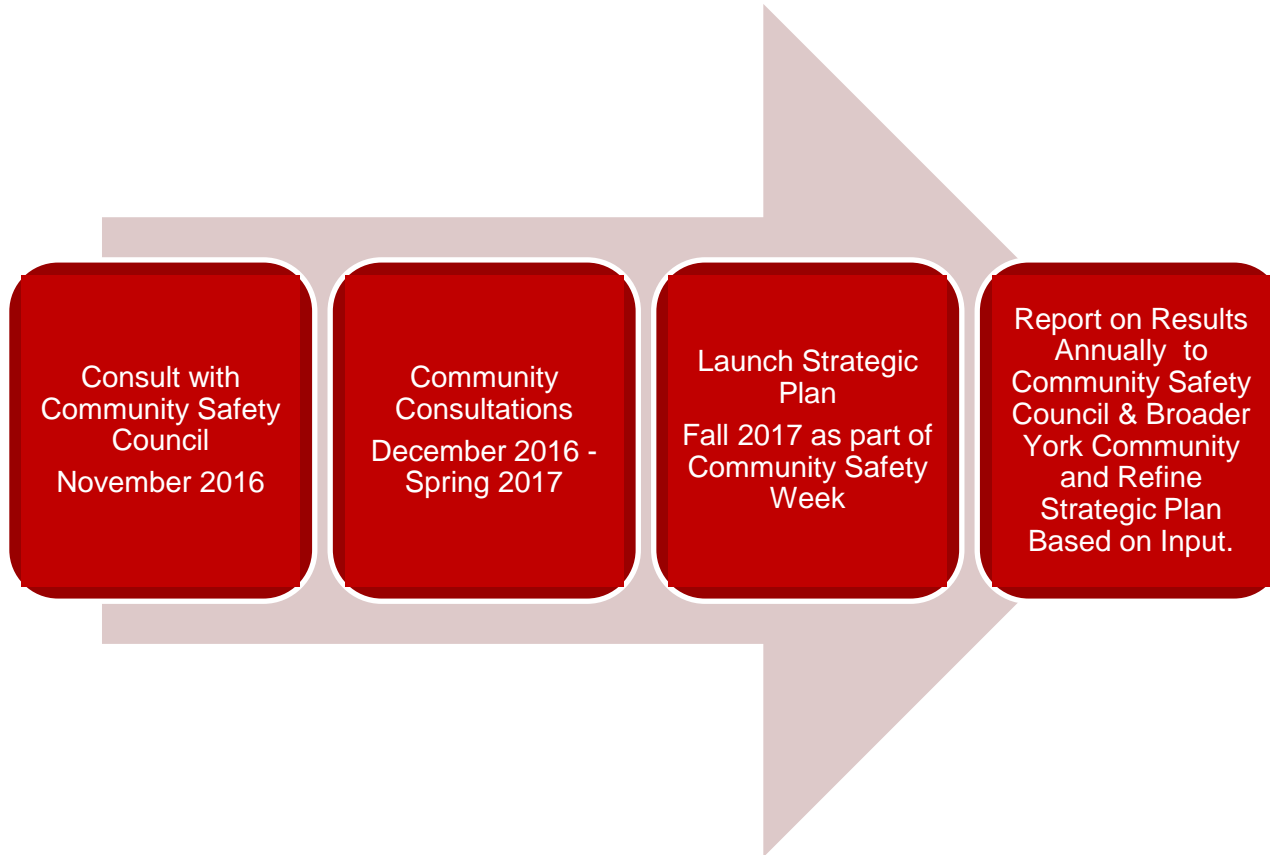 Consult with
Community Safety
Council
November 2016
Community
Consultations
December 2016 -
Spring 2017
Launch Strategic
Plan
Fall 2017 as part of
Community Safety
Week
Report on Results
Annually  to
Community Safety
Council & Broader
York Community
and Refine
Strategic Plan
Based on Input.